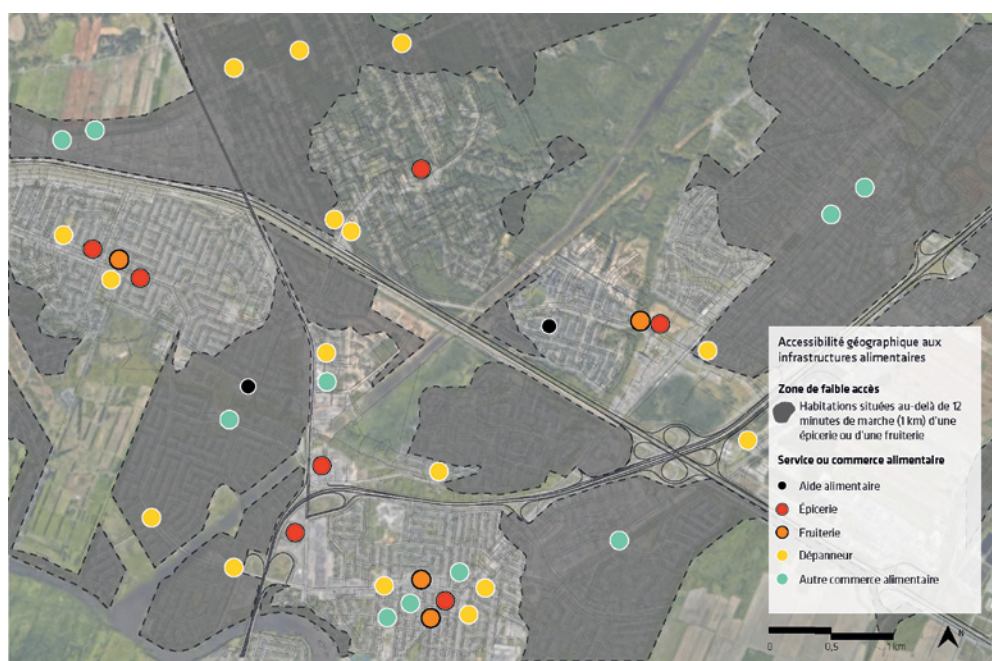 Accessibilité géographique aux
infrastructures alimentaires
Zone de faible accès
Habitations situées au-delà de 12
minutes de marche (1 km) d'une
épicerie ou d'une fruiterie
Service ou commerce alimentaire
Aide alimentaire
Épicerie
Fruiterie
Dépanneur
Autre commerce alimentaire
0 0,5 1 km
N